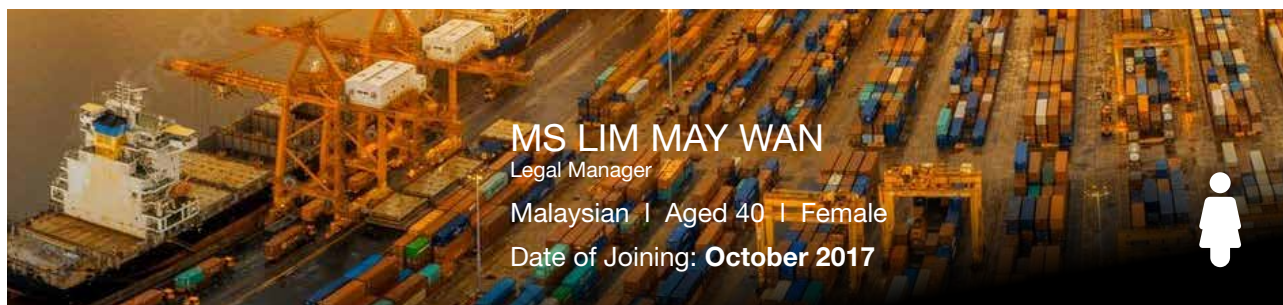 MS LIM MAY WAN
Legal Manager
Malaysian | Aged 40 | Female
Date of Joining: October 2017